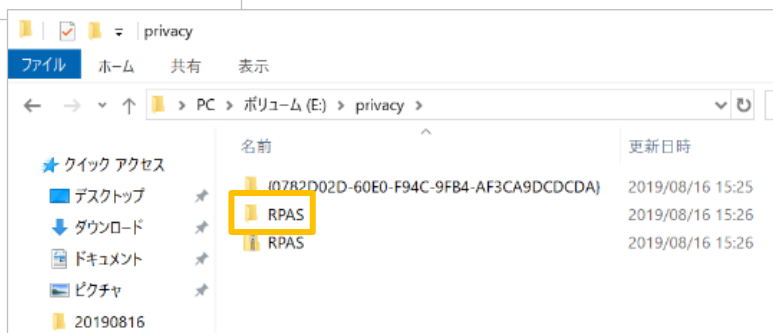 privacy
ファイル ホーム 共有 表示
PC > ボリューム (E:) > privacy >
名前 更新日時
クイック アクセス
{0782D02D-60E0-F94C-9FB4-AF3CA9DCDCDA} 2019/08/16 15:25
デスクトップ
RPAS 2019/08/16 15:26
ダウンロード
RPAS 2019/08/16 15:26
ドキュメント
ピクチャ
20190816